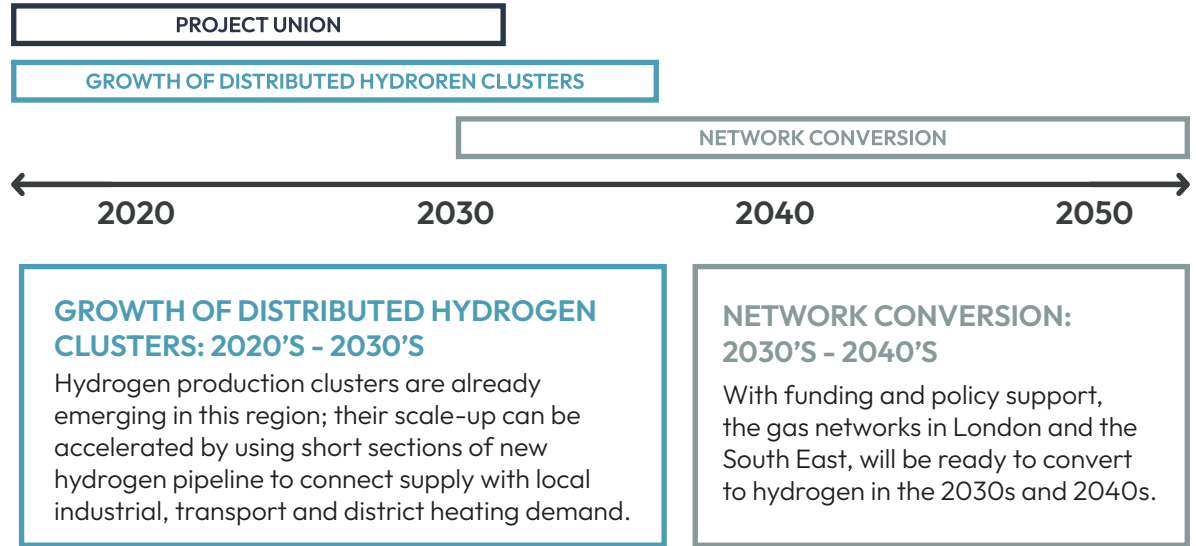 PROJECT UNION
GROWTH OF DISTRIBUTED HYDROREN CLUSTERS
NETWORK CONVERSION
2020 2030 2040 2050
GROWTH OF DISTRIBUTED HYDROGEN
CLUSTERS: 2020’S - 2030’S
Hydrogen production clusters are already
emerging in this region; their scale-up can be
accelerated by using short sections of new
hydrogen pipeline to connect supply with local
industrial, transport and district heating demand.
NETWORK CONVERSION:
2030’S - 2040’S
With funding and policy support,
the gas networks in London and the
South East, will be ready to convert
to hydrogen in the 2030s and 2040s.